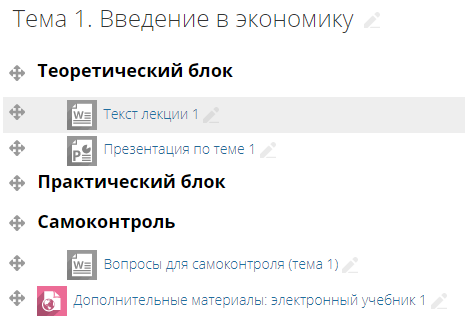 Тема 1. Введение в экономику
Теоретический блок
Текст лекции 1
Презентация по теме 1
Практический блок
Самоконтроль
Вопросы для самоконтроля (тема 1)
Дополнительные материалы: электронный учебник 1